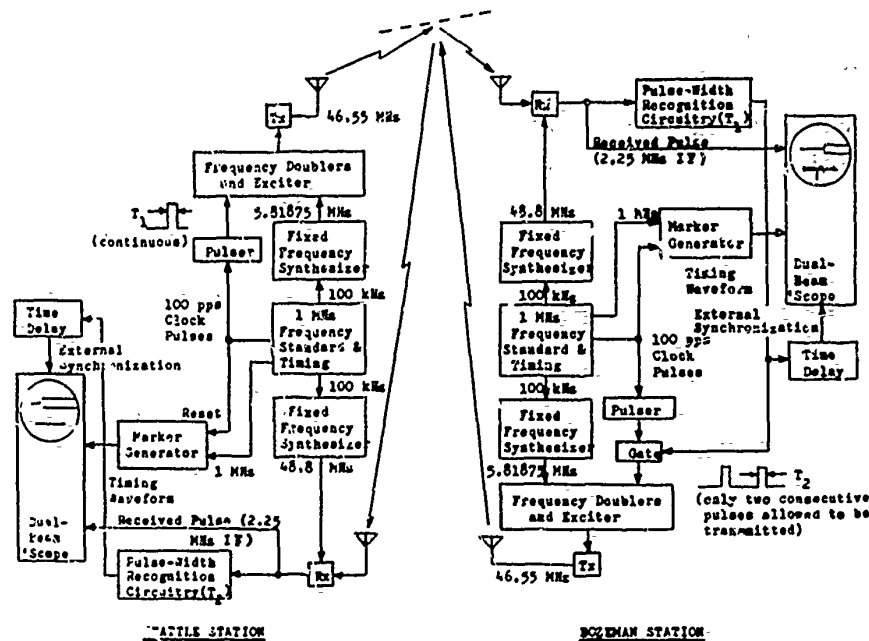 Tx
46.55 MHz
Frequency Doublers
and Exciter
T1
(continuous)
5.81875 MHz
Pulser
Fixed
Frequency
Synthesizer
100 kHz
100 pps
Clock
Pulses
1 MHz
Frequency
Standard &
Timing
Time
Delay
External
Synchronization
100 kHz
Reset
Marker
Generator
1 MHz
Fixed
Frequency
Synthesizer
48.8 MHz
Timing
Waveform
Received Pulse (2.25
MHz IF)
Dual-
Beam
'Scope
Pulse-Width
Recognition
Circuitry
Rx
STATION
Pulse-Width
Recognition
Circuitry
Received Pulse
(2.25 MHz IF)
48.8 MHz
Fixed
Frequency
Synthesizer
Marker
Generator
Timing
Waveform
Dual-
Beam
'Scope
100 kHz
1 MHz
Frequency
Standard &
Timing
External
Synchronization
100 pps
Clock
Pulses
Time
Delay
100 kHz
Fixed
Frequency
Synthesizer
Pulser
Gate
5.81875 MHz
T2
(only two consecutive
pulses allowed to be
transmitted)
Frequency Doublers
and Exciter
46.55 MHz
Tx
BOZEMAN STATION